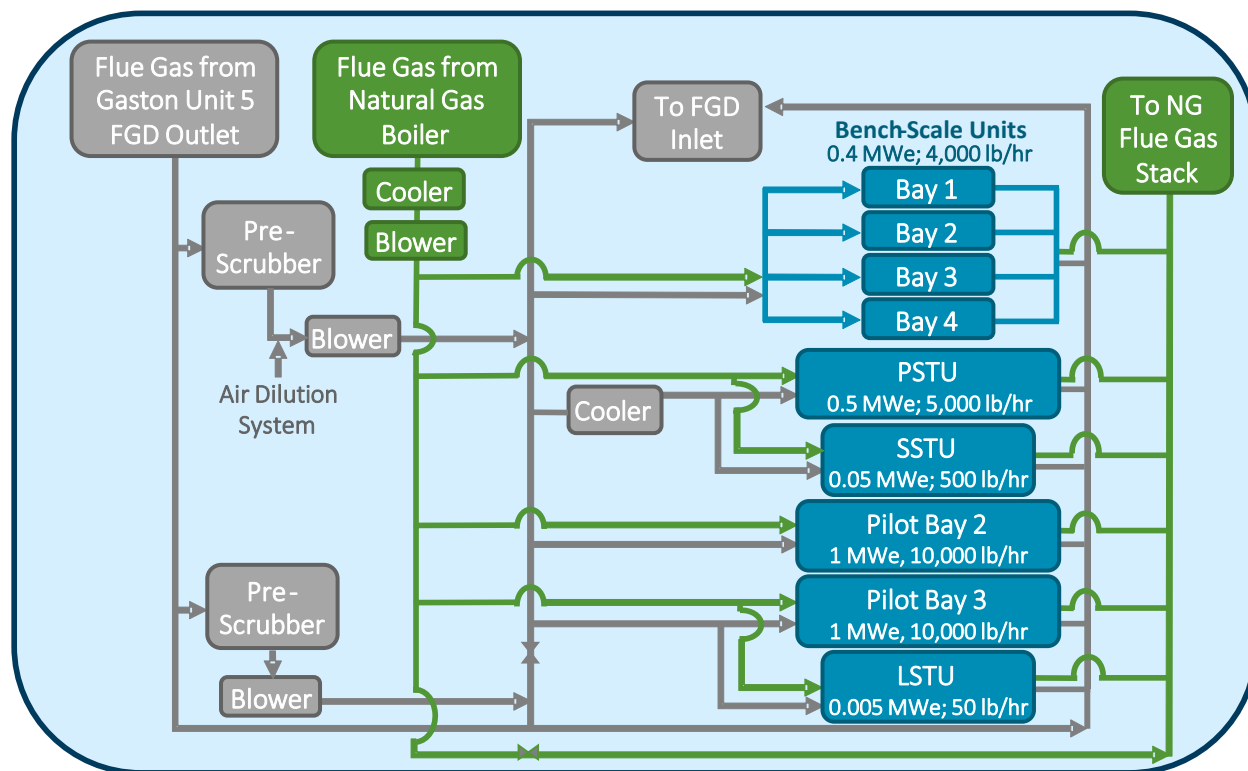 Flue Gas from
Gaston Unit 5
FGD Outlet
Flue Gas from
Natural Gas
Boiler
To FGD
Inlet
To NG
Flue Gas
Stack
Bench-Scale Units
0.4 MWe; 4,000 lb/hr
Cooler
Blower
Bay 1
Bay 2
Bay 3
Bay 4
Pre-
Scrubber
Blower
Air Dilution
System
Cooler
PSTU
0.5 MWe; 5,000 lb/hr
SSTU
0.05 MWe; 500 lb/hr
Pilot Bay 2
1 MWe, 10,000 lb/hr
Pre-
Scrubber
Blower
Pilot Bay 3
1 MWe, 10,000 lb/hr
LSTU
0.005 MWe; 50 lb/hr